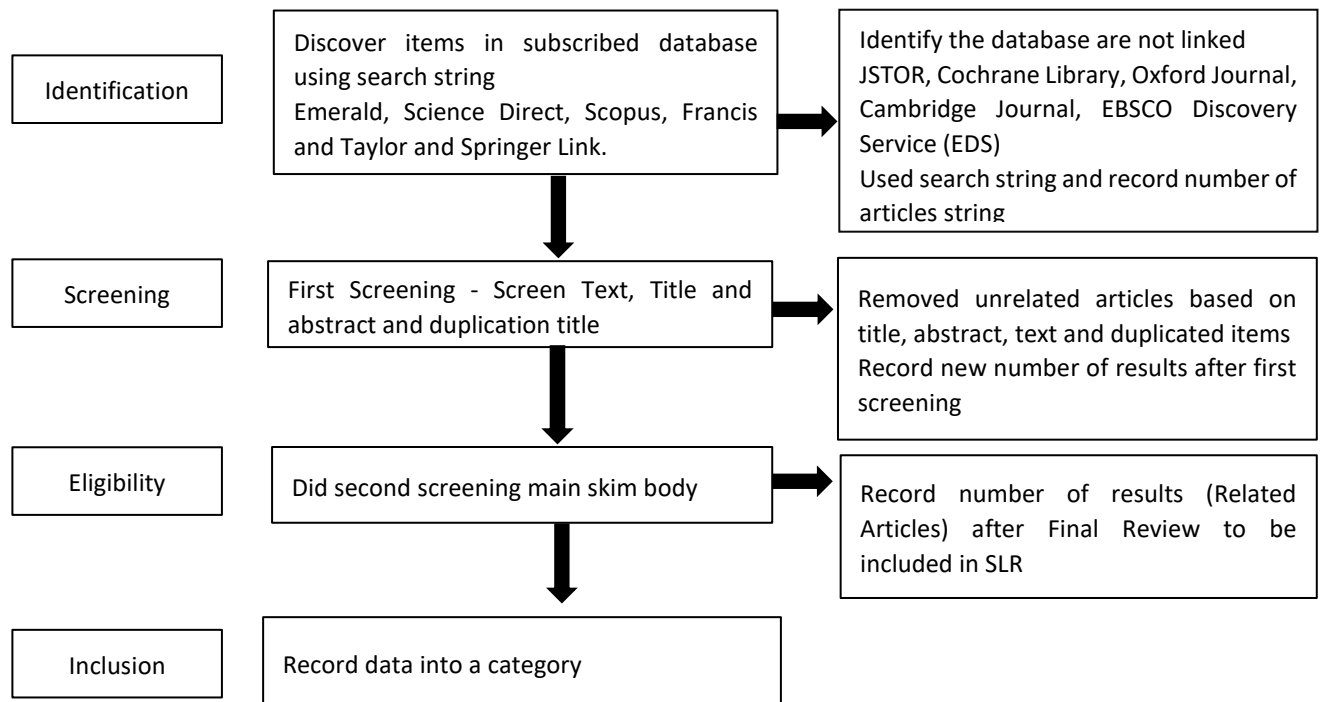 Identification
Discover items in subscribed database
using search string
Emerald, Science Direct, Scopus, Francis
and Taylor and Springer Link.
Identify the database are not linked
JSTOR, Cochrane Library, Oxford Journal,
Cambridge Journal, EBSCO Discovery
Service (EDS)
Used search string and record number of
articles string
Screening
First Screening - Screen Text, Title and
abstract and duplication title
Removed unrelated articles based on
title, abstract, text and duplicated items
Record new number of results after first
screening
Eligibility
Did second screening main skim body
Record number of results (Related
Articles) after Final Review to be
included in SLR
Inclusion
Record data into a category